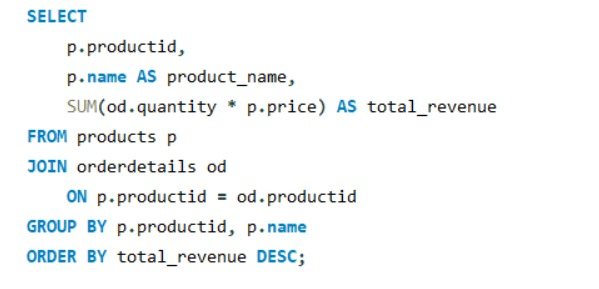 SELECT
    p.productid,
    p.name AS product_name,
    SUM(od.quantity * p.price) AS total_revenue
FROM products p
JOIN orderdetails od
    ON p.productid = od.productid
GROUP BY p.productid, p.name
ORDER BY total_revenue DESC;